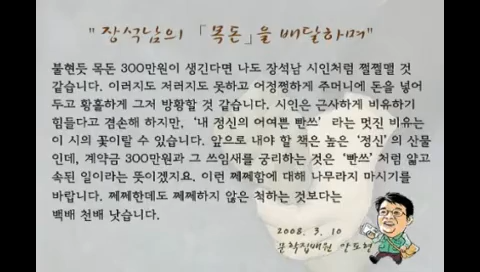 "장석남의 「목돈」을 배달하며"
불현듯 목돈 300만원이 생긴다면 나도 장석남 시인처럼 쩔쩔맬 것
같습니다. 이러지도 저러지도 못하고 어정쩡하게 주머니에 돈을 넣어
두고 황홀하게 그저 방황할 것 같습니다. 시인은 근사하게 비유하기
힘들다고 겸손해 하지만, '내 정신의 어여쁜 빤쓰' 라는 멋진 비유는
이 시의 꽃이랄 수 있습니다. 앞으로 내야 할 책은 높은 '정신'의 산물
인데, 계약금 300만원과 그 쓰임새를 궁리하는 것은 '빤쓰'처럼 얇고
속된 일이라는 뜻이겠지요. 이런 쩨쩨함에 대해 나무라지 마시기를
바랍니다. 쩨쩨한데도 쩨쩨하지 않은 척하는 것보다는
백배 천배 낫습니다.
2008. 3. 10
문학집배원 안도현